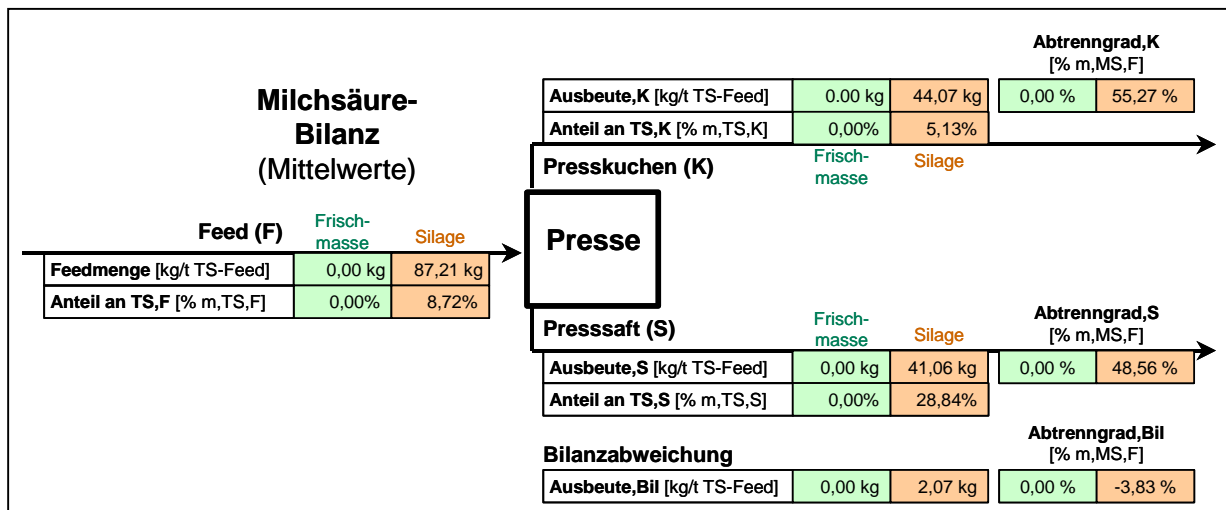 Milchsäure-
Bilanz
(Mittelwerte)
Abtrenngrad,K
[% m,MS,F]
Ausbeute,K [kg/t TS-Feed] 0.00 kg 44,07 kg 0,00 % 55,27 %
Anteil an TS,K [% m,TS,K] 0,00% 5,13%
Presskuchen (K) Frisch-
masse Silage
Feed (F) Frisch-
masse Silage
Presse
Feedmenge [kg/t TS-Feed] 0,00 kg 87,21 kg
Anteil an TS,F [% m,TS,F] 0,00% 8,72%
Presssaft (S) Frisch-
masse Silage
Abtrenngrad,S
[% m,MS,F]
Ausbeute,S [kg/t TS-Feed] 0,00 kg 41,06 kg 0,00 % 48,56 %
Anteil an TS,S [% m,TS,S] 0,00% 28,84%
Bilanzabweichung
Abtrenngrad,Bil
[% m,MS,F]
Ausbeute,Bil [kg/t TS-Feed] 0,00 kg 2,07 kg 0,00 % -3,83 %